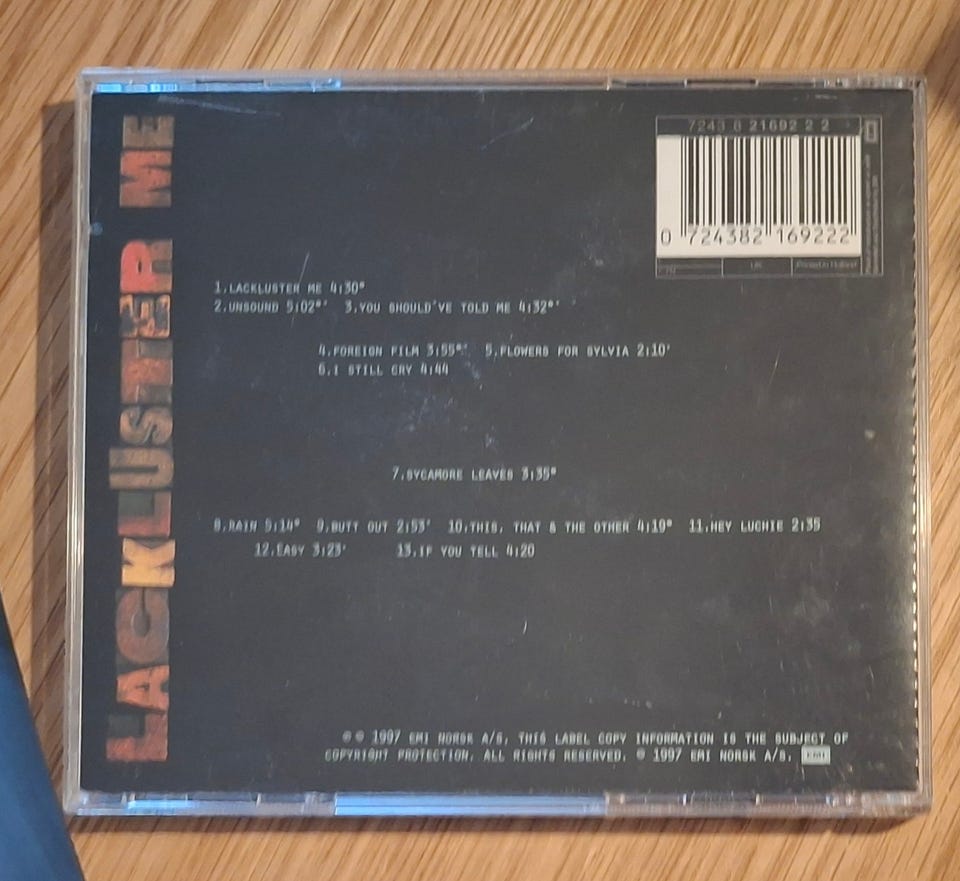 LACKLUSTER ME
7243 8 21692 2 2
0 724382 169222
UK
Printed in Holland
1.LACKLUSTER ME 4:30°
2.UNSOUND 5:02°' 3.YOU SHOULD'VE TOLD ME 4:32°'
4.FOREIGN FILM 3:55°' 5.FLOWERS FOR SYLVIA 2:10'
6.I STILL CRY 4:44
7.SYCAMORE LEAVES 3:35°
8.RAIN 5:14° 9.BUTT OUT 2:53' 10.THIS, THAT & THE OTHER 4:19° 11.HEY LUCHIE 2:35
12.EASY 3:23' 13.IF YOU TELL 4:20
℗ © 1997 EMI NORSK A/S. THIS LABEL COPY INFORMATION IS THE SUBJECT OF
COPYRIGHT PROTECTION. ALL RIGHTS RESERVED. © 1997 EMI NORSK A/S. EMI